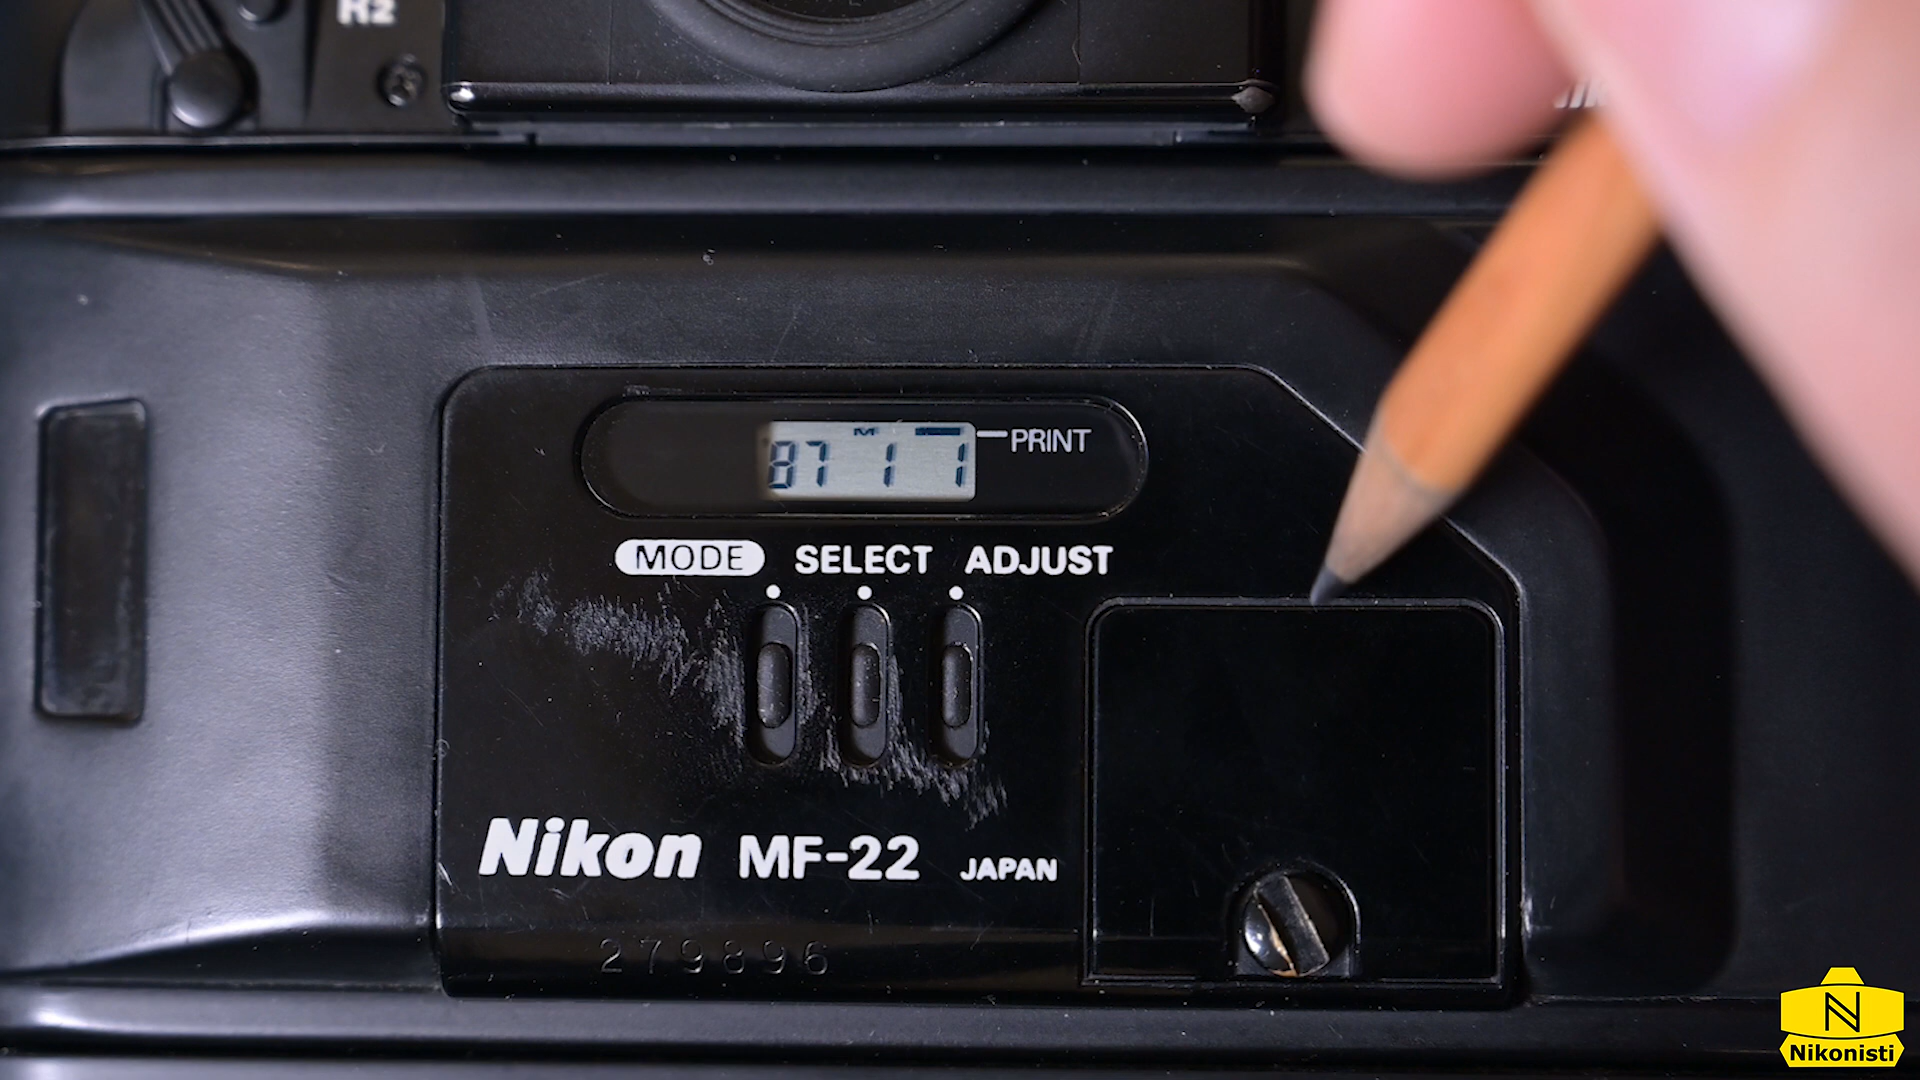 R2
M
87 1 1
PRINT
MODE SELECT ADJUST
Nikon MF-22 JAPAN
279896
N
Nikonisti